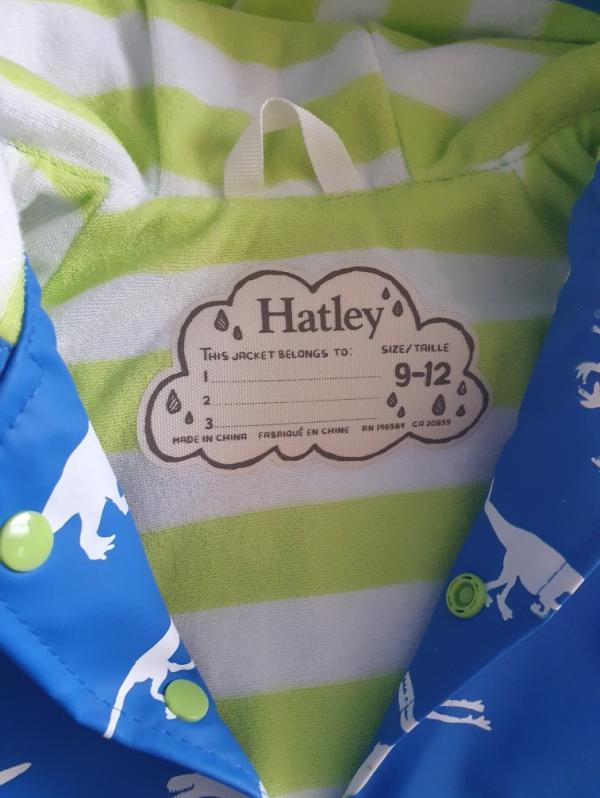 Hatley
THIS JACKET BELONGS TO: SIZE/TAILLE
1 9-12
2
3
MADE IN CHINA FABRIQUÉ EN CHINE RN 146984 CA 20859